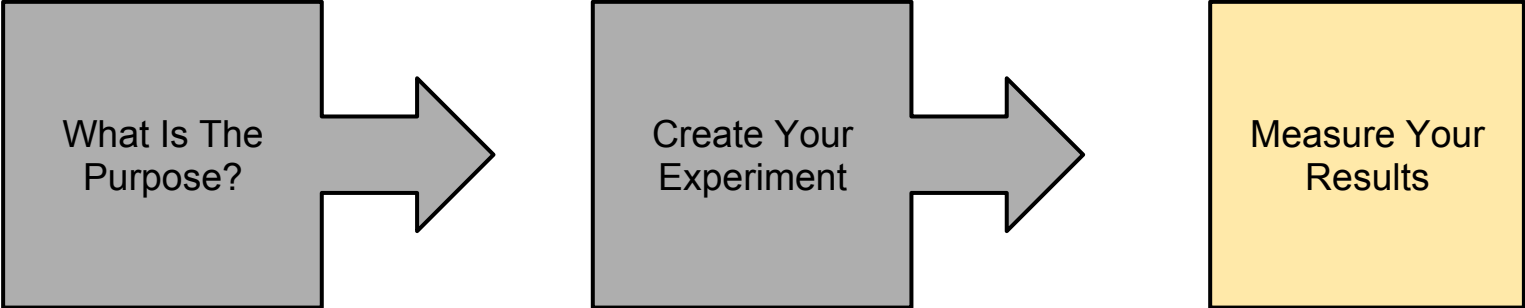 What Is The
Purpose?
Create Your
Experiment
Measure Your
Results